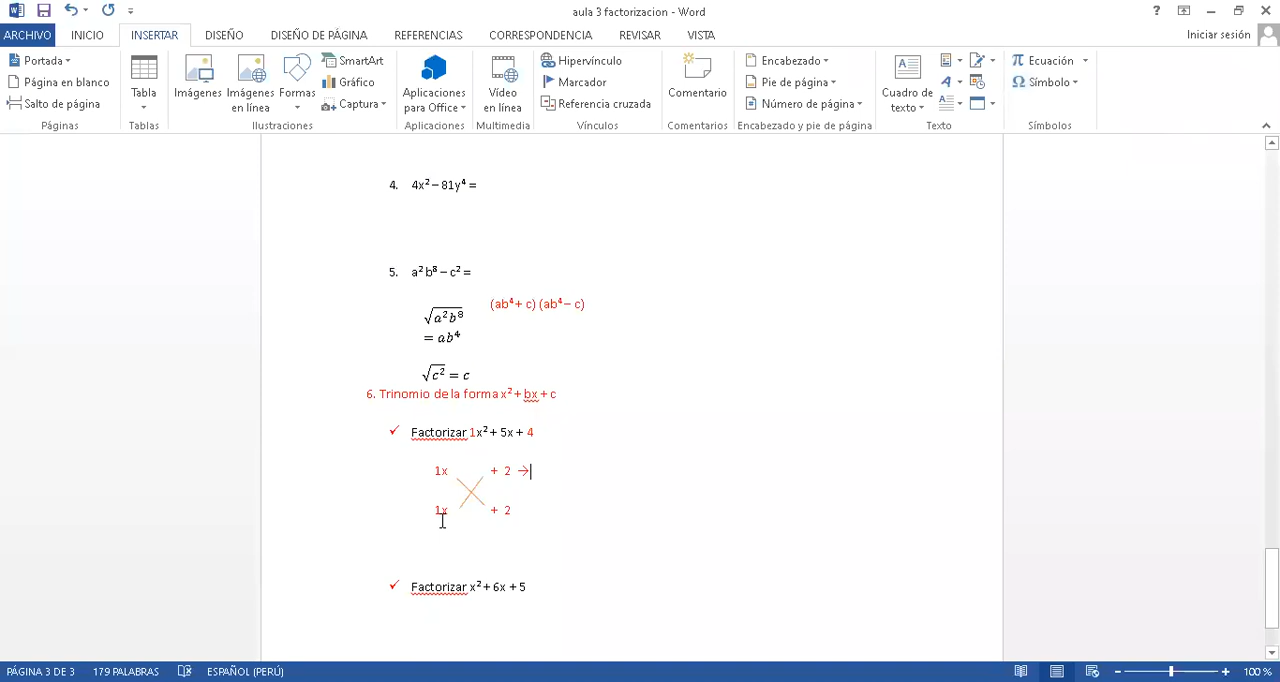 aula 3 factorizacion - Word
ARCHIVO INICIO INSERTAR DISEÑO DISEÑO DE PÁGINA REFERENCIAS CORRESPONDENCIA REVISAR VISTA Iniciar sesión
Portada
Página en blanco
Salto de página
Páginas
Tabla
Tablas
Imágenes
Imágenes en línea
Formas
SmartArt
Gráfico
Captura
Ilustraciones
Aplicaciones para Office
Aplicaciones
Vídeo en línea
Multimedia
Hipervínculo
Marcador
Referencia cruzada
Vínculos
Comentario
Comentarios
Encabezado
Pie de página
Número de página
Encabezado y pie de página
Cuadro de texto
Texto
π Ecuación
Ω Símbolo
Símbolos
4. 4x² – 81y⁴ =
5. a² b⁸ – c² =
√a²b⁸ (ab⁴ + c) (ab⁴ – c)
= ab⁴
√c² = c
6. Trinomio de la forma x² + bx + c
✓ Factorizar 1x² + 5x + 4
1x + 2 →
1x + 2
✓ Factorizar x² + 6x + 5
PÁGINA 3 DE 3 179 PALABRAS ESPAÑOL (PERÚ) 100 %